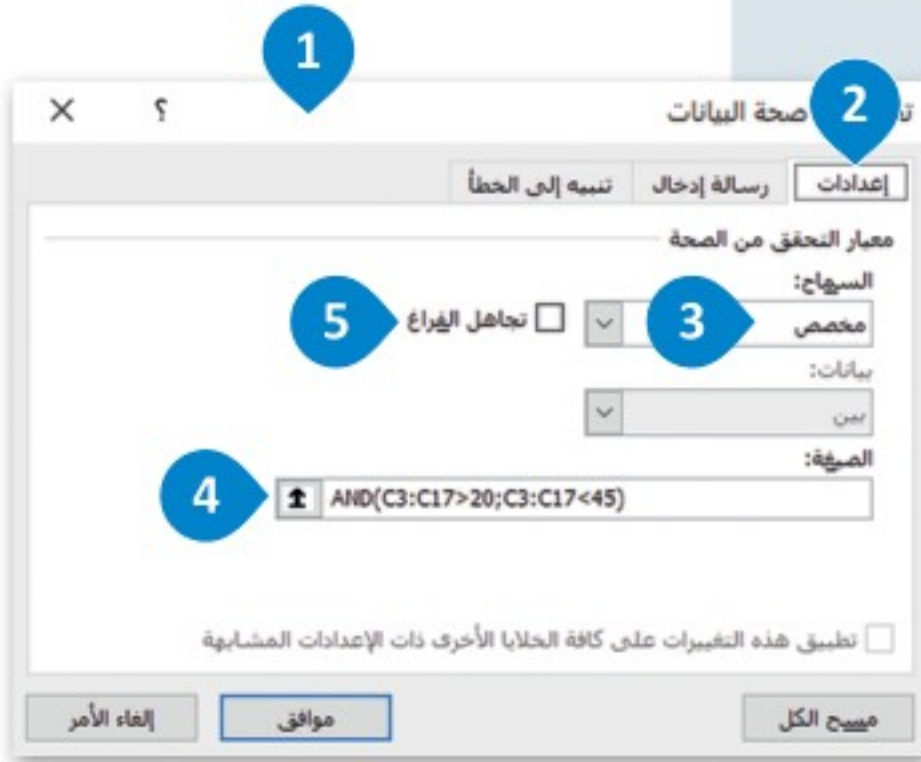 1
2
صحة البيانات ؟ ×
إعدادات رسالة إدخال تنبيه إلى الخطأ
معيار التحقق من الصحة
السماح:
مخصص 3 تجاهل الفراغ 5
بيانات:
بين
الصيغة:
AND(C3:C17>20;C3:C17<45) 4
تطبيق هذه التغييرات على كافة الخلايا الأخرى ذات الإعدادات المشابهة
مسح الكل موافق إلغاء الأمر